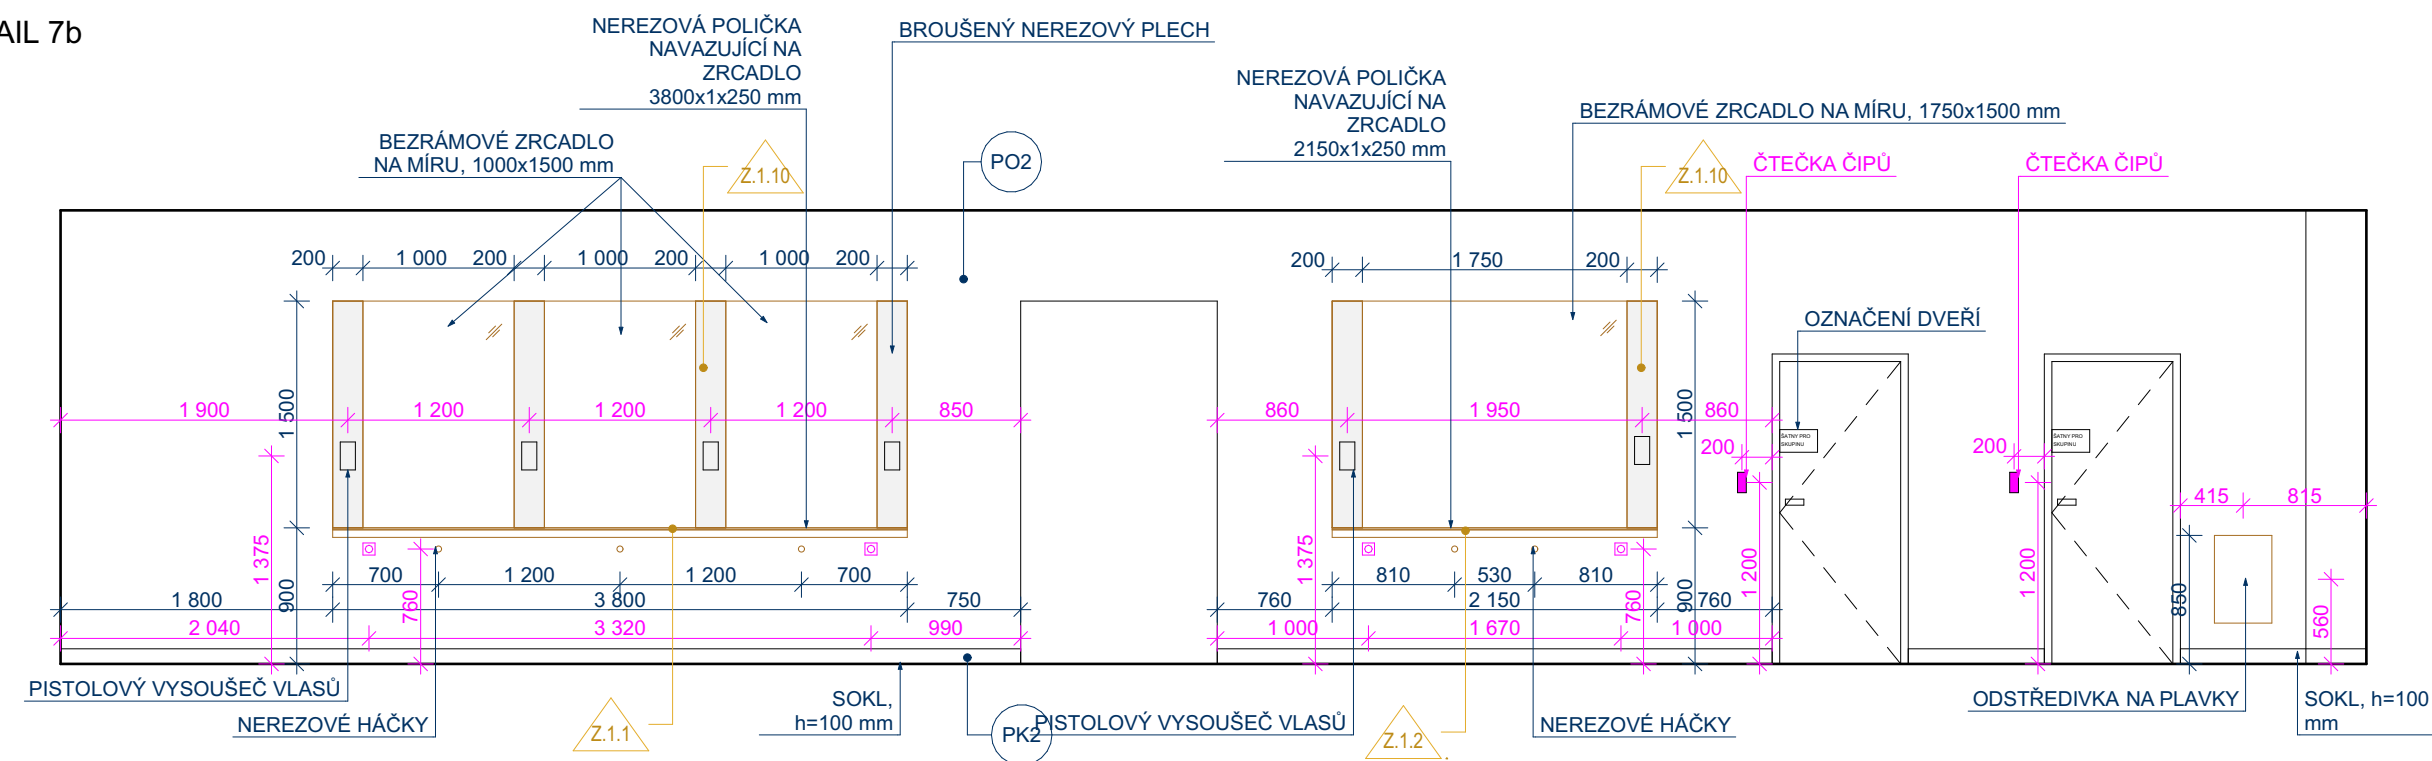 AIL 7b
NEREZOVÁ POLIČKA
NAVAZUJÍCÍ NA
ZRCADLO
3800x1x250 mm
BROUŠENÝ NEREZOVÝ PLECH
NEREZOVÁ POLIČKA
NAVAZUJÍCÍ NA
ZRCADLO
2150x1x250 mm
BEZRÁMOVÉ ZRCADLO NA MÍRU, 1750x1500 mm
BEZRÁMOVÉ ZRCADLO
NA MÍRU, 1000x1500 mm
Z.1.10
PO2
Z.1.10
ČTEČKA ČIPŮ
ČTEČKA ČIPŮ
200 1 000 200 1 000 200 1 000 200
200 1 750 200
OZNAČENÍ DVEŘÍ
1 500
1 500
1 900 1 200 1 200 1 200 850
860 1 950 860
ŠATNY PRO
SKUPINU
ŠATNY PRO
SKUPINU
200
200
415 815
1 375
760
900
1 375
760
900
1 200
1 200
850
560
700 1 200 1 200 700
810 530 810
1 800 3 800 750
760 2 150 760
2 040 3 320 990
1 000 1 670 1 000
PISTOLOVÝ VYSOUŠEČ VLASŮ
NEREZOVÉ HÁČKY
Z.1.1
SOKL,
h=100 mm
PK2
PISTOLOVÝ VYSOUŠEČ VLASŮ
Z.1.2
NEREZOVÉ HÁČKY
ODSTŘEDIVKA NA PLAVKY
SOKL, h=100
mm